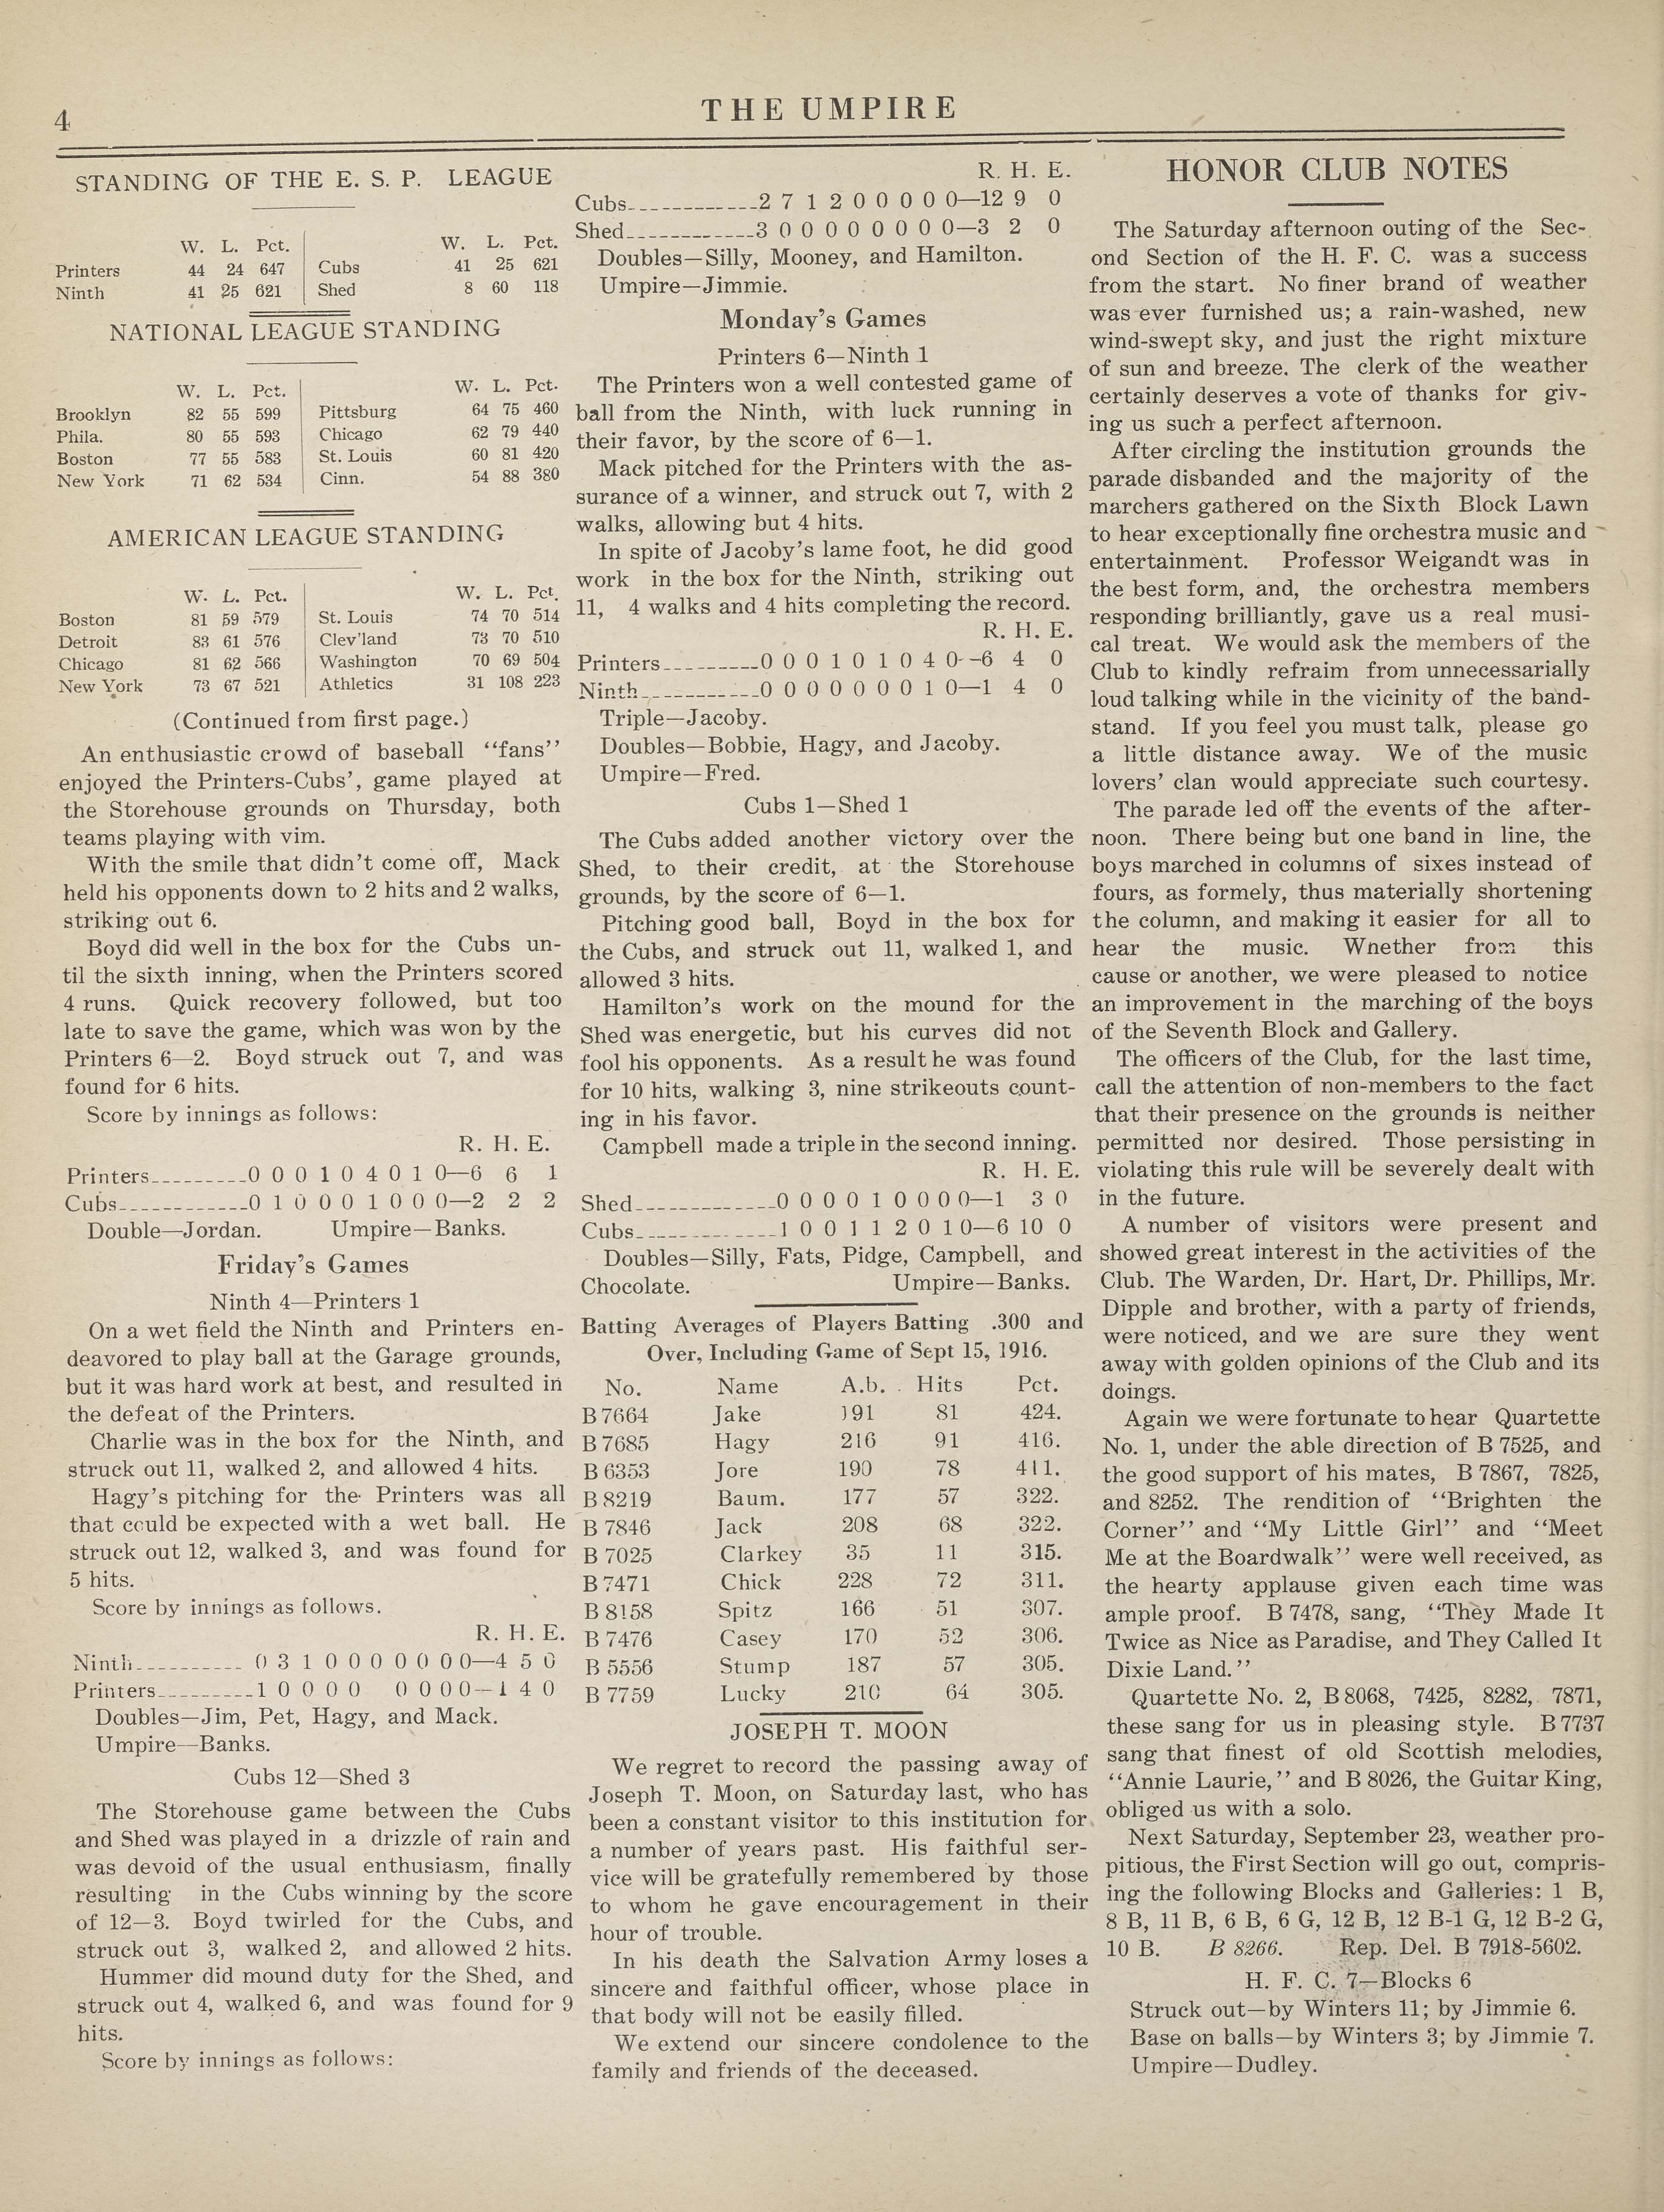 4
THE UMPIRE
STANDING OF THE E. S. P. LEAGUE
W. L. Pct. W. L. Pct.
Printers 44 24 647 Cubs 41 25 621
Ninth 41 25 621 Shed 8 60 118
NATIONAL LEAGUE STANDING
W. L. Pct. W. L. Pct.
Brooklyn 82 55 599 Pittsburg 64 75 460
Phila. 80 55 593 Chicago 62 79 440
Boston 77 55 583 St. Louis 60 81 420
New York 71 62 534 Cinn. 54 88 380
AMERICAN LEAGUE STANDING
W. L. Pct. W. L. Pct.
Boston 81 59 579 St. Louis 74 70 514
Detroit 83 61 576 Clev'land 73 70 510
Chicago 81 62 566 Washington 70 69 504
New York 73 67 521 Athletics 31 108 223
(Continued from first page.)
An enthusiastic crowd of baseball ‘‘fans’’
enjoyed the Printers-Cubs’, game played at
the Storehouse grounds on Thursday, both
teams playing with vim.
With the smile that didn’t come off, Mack
held his opponents down to 2 hits and 2 walks,
striking out 6.
Boyd did well in the box for the Cubs un-
til the sixth inning, when the Printers scored
4 runs. Quick recovery followed, but too
late to save the game, which was won by the
Printers 6—2. Boyd struck out 7, and was
found for 6 hits.
Score by innings as follows:
R. H. E.
Printers_________0 0 0 1 0 4 0 1 0—6 6 1
Cubs____________0 1 0 0 0 1 0 0 0—2 2 2
Double—Jordan. Umpire—Banks.
Friday’s Games
Ninth 4—Printers 1
On a wet field the Ninth and Printers en-
deavored to play ball at the Garage grounds,
but it was hard work at best, and resulted in
the defeat of the Printers.
Charlie was in the box for the Ninth, and
struck out 11, walked 2, and allowed 4 hits.
Hagy’s pitching for the Printers was all
that could be expected with a wet ball. He
struck out 12, walked 3, and was found for
5 hits.
Score by innings as follows.
R. H. E.
Ninth__________ 0 3 1 0 0 0 0 0 0—4 5 0
Printers_________1 0 0 0 0 0 0 0 0—1 4 0
Doubles—Jim, Pet, Hagy, and Mack.
Umpire—Banks.
Cubs 12—Shed 3
The Storehouse game between the Cubs
and Shed was played in a drizzle of rain and
was devoid of the usual enthusiasm, finally
resulting in the Cubs winning by the score
of 12—3. Boyd twirled for the Cubs, and
struck out 3, walked 2, and allowed 2 hits.
Hummer did mound duty for the Shed, and
struck out 4, walked 6, and was found for 9
hits.
Score by innings as follows:
R. H. E.
Cubs____________2 7 1 2 0 0 0 0 0—12 9 0
Shed____________3 0 0 0 0 0 0 0 0—3 2 0
Doubles—Silly, Mooney, and Hamilton.
Umpire—Jimmie.
Monday’s Games
Printers 6—Ninth 1
The Printers won a well contested game of
ball from the Ninth, with luck running in
their favor, by the score of 6—1.
Mack pitched for the Printers with the as-
surance of a winner, and struck out 7, with 2
walks, allowing but 4 hits.
In spite of Jacoby’s lame foot, he did good
work in the box for the Ninth, striking out
11, 4 walks and 4 hits completing the record.
R. H. E.
Printers_________0 0 0 1 0 1 0 4 0--6 4 0
Ninth___________0 0 0 0 0 0 0 1 0—1 4 0
Triple—Jacoby.
Doubles—Bobbie, Hagy, and Jacoby.
Umpire—Fred.
Cubs 1—Shed 1
The Cubs added another victory over the
Shed, to their credit, at the Storehouse
grounds, by the score of 6—1.
Pitching good ball, Boyd in the box for
the Cubs, and struck out 11, walked 1, and
allowed 3 hits.
Hamilton’s work on the mound for the
Shed was energetic, but his curves did not
fool his opponents. As a result he was found
for 10 hits, walking 3, nine strikeouts count-
ing in his favor.
Campbell made a triple in the second inning.
R. H. E.
Shed_____________0 0 0 0 1 0 0 0 0—1 3 0
Cubs_____________1 0 0 1 1 2 0 1 0—6 10 0
Doubles—Silly, Fats, Pidge, Campbell, and
Chocolate. Umpire—Banks.
Batting Averages of Players Batting .300 and
Over, Including Game of Sept 15, 1916.
No. Name A.b. Hits Pct.
B 7664 Jake 191 81 424.
B 7685 Hagy 216 91 416.
B 6353 Jore 190 78 411.
B 8219 Baum. 177 57 322.
B 7846 Jack 208 68 322.
B 7025 Clarkey 35 11 315.
B 7471 Chick 228 72 311.
B 8158 Spitz 166 51 307.
B 7476 Casey 170 52 306.
B 5556 Stump 187 57 305.
B 7759 Lucky 210 64 305.
JOSEPH T. MOON
We regret to record the passing away of
Joseph T. Moon, on Saturday last, who has
been a constant visitor to this institution for
a number of years past. His faithful ser-
vice will be gratefully remembered by those
to whom he gave encouragement in their
hour of trouble.
In his death the Salvation Army loses a
sincere and faithful officer, whose place in
that body will not be easily filled.
We extend our sincere condolence to the
family and friends of the deceased.
HONOR CLUB NOTES
The Saturday afternoon outing of the Sec-
ond Section of the H. F. C. was a success
from the start. No finer brand of weather
was ever furnished us; a rain-washed, new
wind-swept sky, and just the right mixture
of sun and breeze. The clerk of the weather
certainly deserves a vote of thanks for giv-
ing us such a perfect afternoon.
After circling the institution grounds the
parade disbanded and the majority of the
marchers gathered on the Sixth Block Lawn
to hear exceptionally fine orchestra music and
entertainment. Professor Weigandt was in
the best form, and, the orchestra members
responding brilliantly, gave us a real musi-
cal treat. We would ask the members of the
Club to kindly refraim from unnecessarially
loud talking while in the vicinity of the band-
stand. If you feel you must talk, please go
a little distance away. We of the music
lovers’ clan would appreciate such courtesy.
The parade led off the events of the after-
noon. There being but one band in line, the
boys marched in columns of sixes instead of
fours, as formely, thus materially shortening
the column, and making it easier for all to
hear the music. Wnether from this
cause or another, we were pleased to notice
an improvement in the marching of the boys
of the Seventh Block and Gallery.
The officers of the Club, for the last time,
call the attention of non-members to the fact
that their presence on the grounds is neither
permitted nor desired. Those persisting in
violating this rule will be severely dealt with
in the future.
A number of visitors were present and
showed great interest in the activities of the
Club. The Warden, Dr. Hart, Dr. Phillips, Mr.
Dipple and brother, with a party of friends,
were noticed, and we are sure they went
away with golden opinions of the Club and its
doings.
Again we were fortunate to hear Quartette
No. 1, under the able direction of B 7525, and
the good support of his mates, B 7867, 7825,
and 8252. The rendition of ‘‘Brighten the
Corner’’ and ‘‘My Little Girl’’ and ‘‘Meet
Me at the Boardwalk’’ were well received, as
the hearty applause given each time was
ample proof. B 7478, sang, ‘‘They Made It
Twice as Nice as Paradise, and They Called It
Dixie Land.’’
Quartette No. 2, B 8068, 7425, 8282, 7871,
these sang for us in pleasing style. B 7737
sang that finest of old Scottish melodies,
‘‘Annie Laurie,’’ and B 8026, the Guitar King,
obliged us with a solo.
Next Saturday, September 23, weather pro-
pitious, the First Section will go out, compris-
ing the following Blocks and Galleries: 1 B,
8 B, 11 B, 6 B, 6 G, 12 B, 12 B-1 G, 12 B-2 G,
10 B. B 8266. Rep. Del. B 7918-5602.
H. F. C. 7—Blocks 6
Struck out—by Winters 11; by Jimmie 6.
Base on balls—by Winters 3; by Jimmie 7.
Umpire—Dudley.